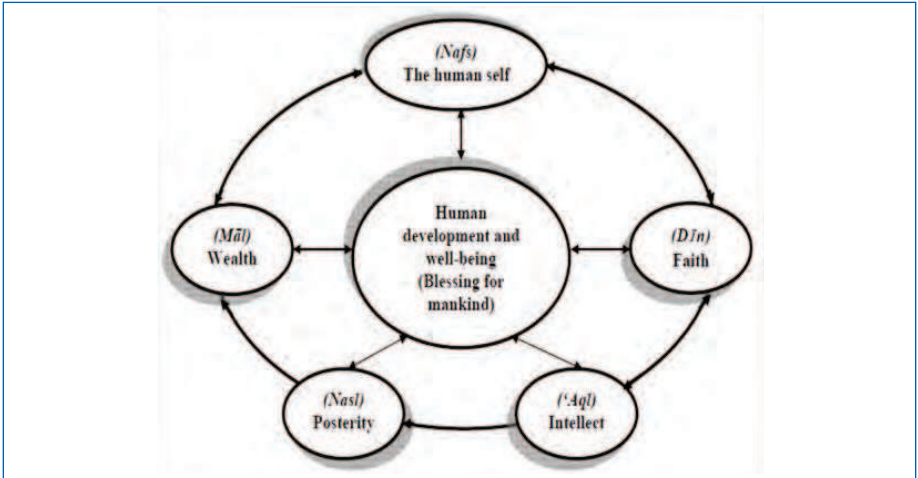 (Nafs)
The human self
(Māl)
Wealth
Human
development and
well-being
(Blessing for
mankind)
(Dīn)
Faith
(Nasl)
Posterity
(‘Aql)
Intellect